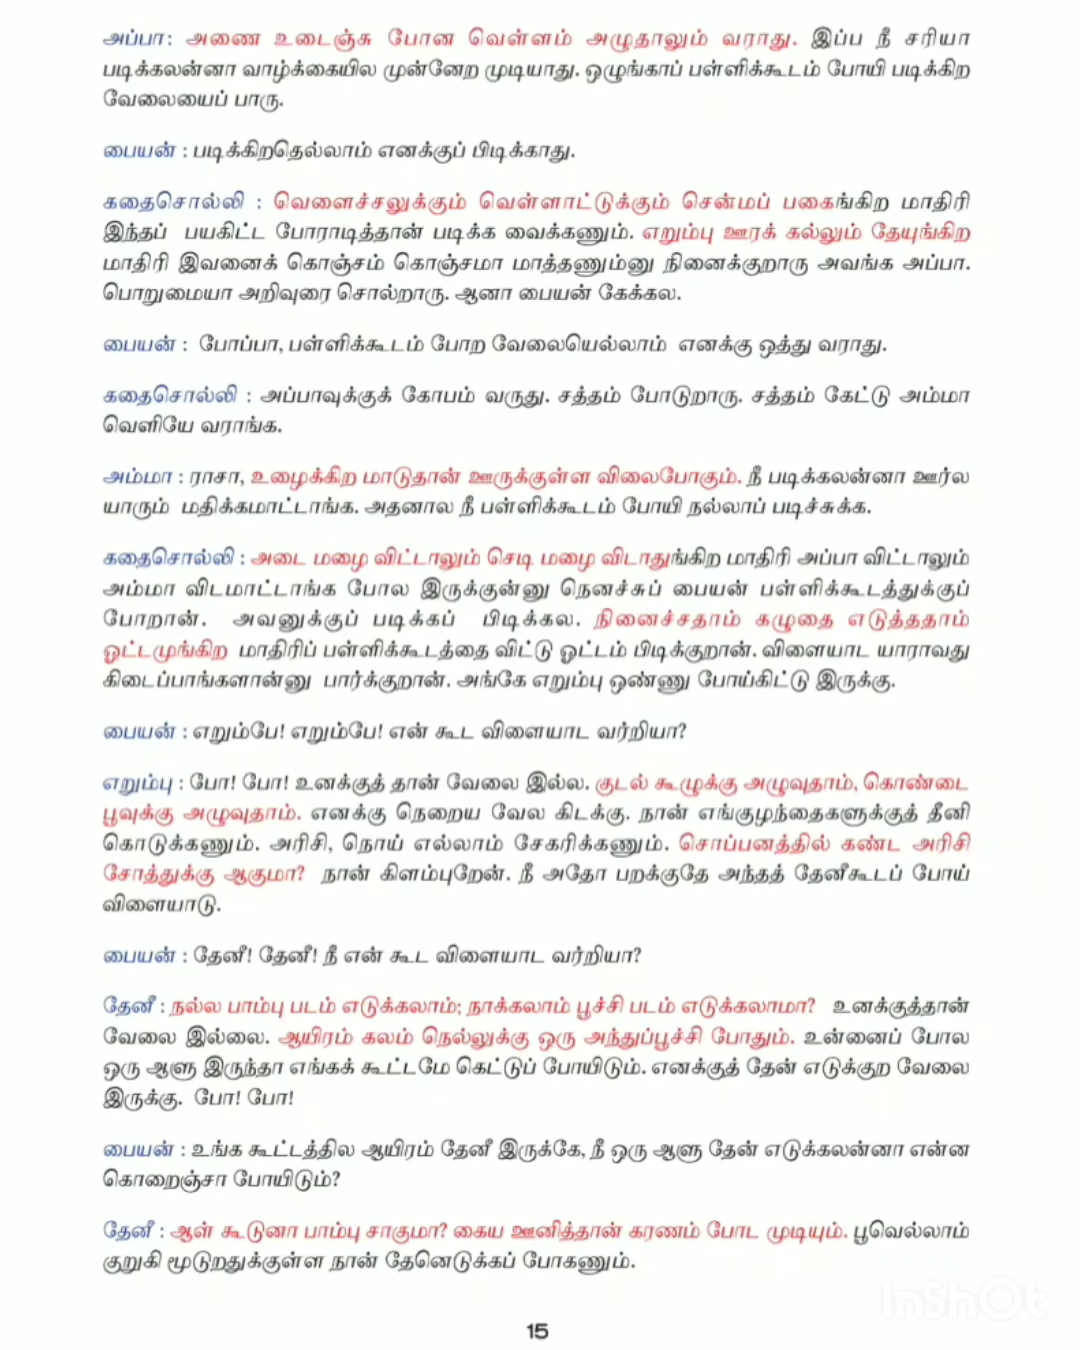 அப்பா: அணை உடைஞ்சு போன வெள்ளம் அழுதாலும் வராது. இப்ப நீ சரியா
படிக்கலன்னா வாழ்க்கையில முன்னேற முடியாது. ஒழுங்காப் பள்ளிக்கூடம் போயி படிக்கிற
வேலையைப் பாரு.
பையன் : படிக்கிறதெல்லாம் எனக்குப் பிடிக்காது.
கதைசொல்லி : வெளைச்சலுக்கும் வெள்ளாட்டுக்கும் சென்மப் பகைங்கிற மாதிரி
இந்தப் பயகிட்ட போராடித்தான் படிக்க வைக்கணும். எறும்பு ஊரக் கல்லும் தேயுங்கிற
மாதிரி இவனைக் கொஞ்சம் கொஞ்சமா மாத்தணும்னு நினைக்குறாரு அவங்க அப்பா.
பொறுமையா அறிவுரை சொல்றாரு. ஆனா பையன் கேக்கல.
பையன் : போப்பா, பள்ளிக்கூடம் போற வேலையெல்லாம் எனக்கு ஒத்து வராது.
கதைசொல்லி : அப்பாவுக்குக் கோபம் வருது. சத்தம் போடுறாரு. சத்தம் கேட்டு அம்மா
வெளியே வராங்க.
அம்மா : ராசா, உழைக்கிற மாடுதான் ஊருக்குள்ள விலைபோகும். நீ படிக்கலன்னா ஊர்ல
யாரும் மதிக்கமாட்டாங்க. அதனால நீ பள்ளிக்கூடம் போயி நல்லாப் படிச்சுக்க.
கதைசொல்லி : அடை மழை விட்டாலும் செடி மழை விடாதுங்கிற மாதிரி அப்பா விட்டாலும்
அம்மா விடமாட்டாங்க போல இருக்குன்னு நெனச்சுப் பையன் பள்ளிக்கூடத்துக்குப்
போறான். அவனுக்குப் படிக்கப் பிடிக்கல. நினைச்சதாம் கழுதை எடுத்ததாம்
ஓட்டமுங்கிற மாதிரிப் பள்ளிக்கூடத்தை விட்டு ஓட்டம் பிடிக்குறான். விளையாட யாராவது
கிடைப்பாங்களான்னு பார்க்குறான். அங்கே எறும்பு ஒண்ணு போய்கிட்டு இருக்கு.
பையன் : எறும்பே! எறும்பே! என் கூட விளையாட வர்றியா?
எறும்பு : போ! போ! உனக்குத் தான் வேலை இல்ல. குடல் கூழுக்கு அழுவுதாம், கொண்டை
பூவுக்கு அழுவுதாம். எனக்கு நெறைய வேல கிடக்கு. நான் எங்குழந்தைகளுக்குத் தீனி
கொடுக்கணும். அரிசி, நொய் எல்லாம் சேகரிக்கணும். சொப்பனத்தில் கண்ட அரிசி
சோத்துக்கு ஆகுமா? நான் கிளம்புறேன். நீ அதோ பறக்குதே அந்தத் தேனீகூடப் போய்
விளையாடு.
பையன் : தேனீ! தேனீ! நீ என் கூட விளையாட வர்றியா?
தேனீ : நல்ல பாம்பு படம் எடுக்கலாம்; நாக்கலாம் பூச்சி படம் எடுக்கலாமா? உனக்குத்தான்
வேலை இல்லை. ஆயிரம் கலம் நெல்லுக்கு ஒரு அந்துப்பூச்சி போதும். உன்னைப் போல
ஒரு ஆளு இருந்தா எங்கக் கூட்டமே கெட்டுப் போயிடும். எனக்குத் தேன் எடுக்குற வேலை
இருக்கு. போ! போ!
பையன் : உங்க கூட்டத்தில ஆயிரம் தேனீ இருக்கே, நீ ஒரு ஆளு தேன் எடுக்கலன்னா என்ன
கொறைஞ்சா போயிடும்?
தேனீ : ஆள் கூடுனா பாம்பு சாகுமா? கைய ஊனித்தான் கரணம் போட முடியும். பூவெல்லாம்
குறுகி மூடுறதுக்குள்ள நான் தேனெடுக்கப் போகணும்.
InShOt
15